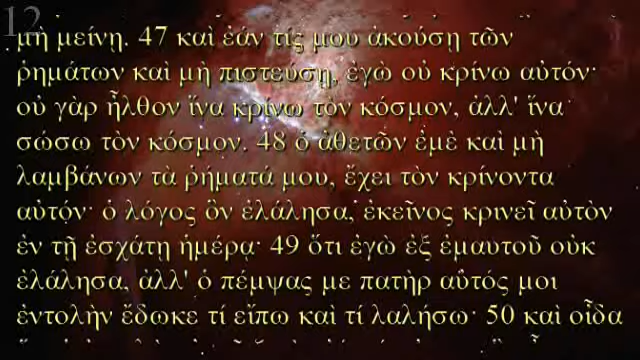 12
μὴ μείνῃ. 47 καὶ ἐάν τίς μου ἀκούσῃ τῶν
ῥημάτων καὶ μὴ πιστεύσῃ, ἐγὼ οὐ κρίνω αὐτόν·
οὐ γὰρ ἦλθον ἵνα κρίνω τὸν κόσμον, ἀλλ' ἵνα
σώσω τὸν κόσμον. 48 ὁ ἀθετῶν ἐμὲ καὶ μὴ
λαμβάνων τὰ ῥήματά μου, ἔχει τὸν κρίνοντα
αὐτόν· ὁ λόγος ὃν ἐλάλησα, ἐκεῖνος κρινεῖ αὐτὸν
ἐν τῇ ἐσχάτῃ ἡμέρᾳ· 49 ὅτι ἐγὼ ἐξ ἐμαυτοῦ οὐκ
ἐλάλησα, ἀλλ' ὁ πέμψας με πατὴρ αὐτός μοι
ἐντολὴν ἔδωκε τί εἴπω καὶ τί λαλήσω· 50 καὶ οἶδα